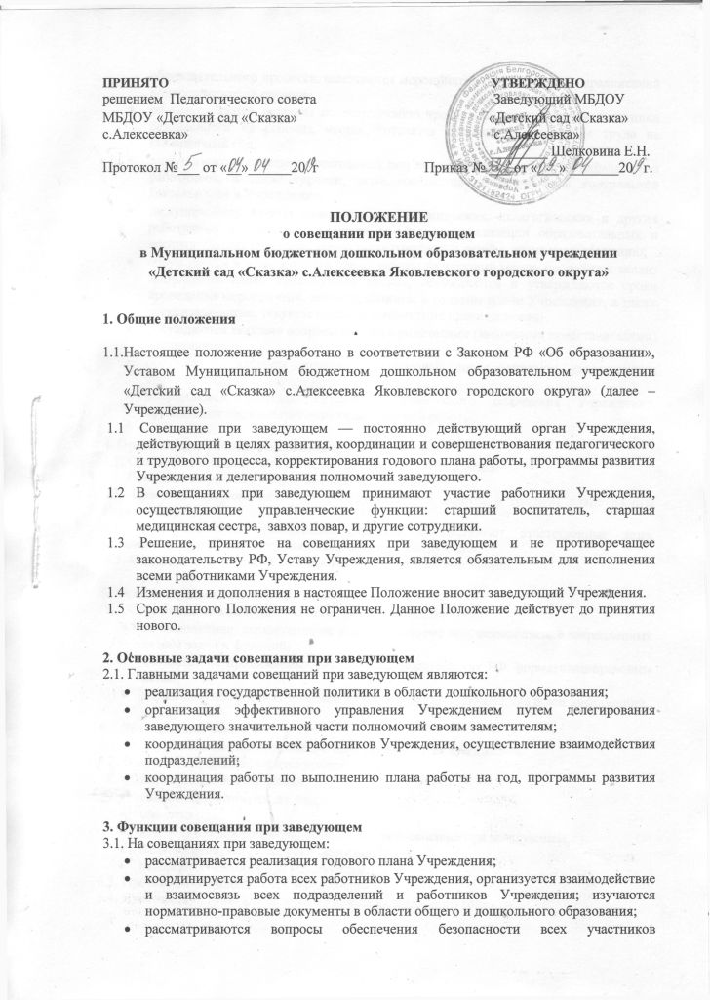 ПРИНЯТО УТВЕРЖДЕНО
решением Педагогического совета Заведующий МБДОУ
МБДОУ «Детский сад «Сказка» «Детский сад «Сказка»
с.Алексеевка» с.Алексеевка»
Шелковина Е.Н.
Протокол № 5 от «04» 04 2019г Приказ № от «09» 04 2019г.
ПОЛОЖЕНИЕ
о совещании при заведующем
в Муниципальном бюджетном дошкольном образовательном учреждении
«Детский сад «Сказка» с.Алексеевка Яковлевского городского округа»
1. Общие положения
1.1.Настоящее положение разработано в соответствии с Законом РФ «Об образовании»,
Уставом Муниципальном бюджетном дошкольном образовательном учреждении
«Детский сад «Сказка» с.Алексеевка Яковлевского городского округа» (далее –
Учреждение).
1.1 Совещание при заведующем — постоянно действующий орган Учреждения,
действующий в целях развития, координации и совершенствования педагогического
и трудового процесса, корректирования годового плана работы, программы развития
Учреждения и делегирования полномочий заведующего.
1.2 В совещаниях при заведующем принимают участие работники Учреждения,
осуществляющие управленческие функции: старший воспитатель, старшая
медицинская сестра, завхоз повар, и другие сотрудники.
1.3 Решение, принятое на совещаниях при заведующем и не противоречащее
законодательству РФ, Уставу Учреждения, является обязательным для исполнения
всеми работниками Учреждения.
1.4 Изменения и дополнения в настоящее Положение вносит заведующий Учреждения.
1.5 Срок данного Положения не ограничен. Данное Положение действует до принятия
нового.
2. Основные задачи совещания при заведующем
2.1. Главными задачами совещаний при заведующем являются:
• реализация государственной политики в области дошкольного образования;
• организация эффективного управления Учреждением путем делегирования
заведующего значительной части полномочий своим заместителям;
• координация работы всех работников Учреждения, осуществление взаимодействия
подразделений;
• координация работы по выполнению плана работы на год, программы развития
Учреждения.
3. Функции совещания при заведующем
3.1. На совещаниях при заведующем:
• рассматривается реализация годового плана Учреждения;
• координируется работа всех работников Учреждения, организуется взаимодействие
и взаимосвязь всех подразделений и работников Учреждения; изучаются
нормативно-правовые документы в области общего и дошкольного образования;
• рассматриваются вопросы обеспечения безопасности всех участников